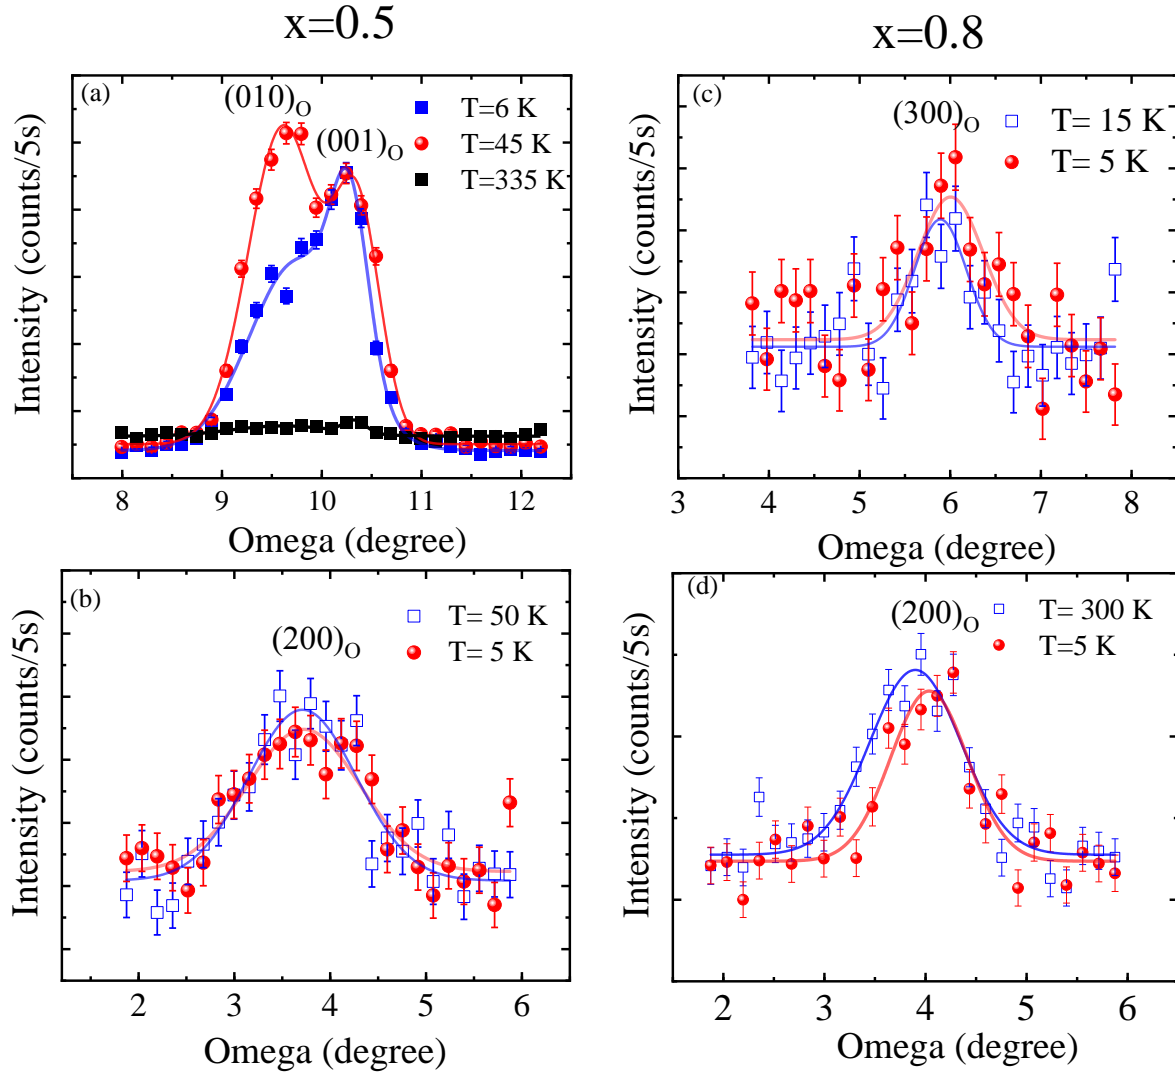 x=0.5
x=0.8
(a)
(010)O
(001)O
T=6 K
T=45 K
T=335 K
Intensity (counts/5s)
8 9 10 11 12
Omega (degree)
(c)
(300)O
T= 15 K
T= 5 K
Intensity (counts/5s)
3 4 5 6 7 8
Omega (degree)
(b)
(200)O
T= 50 K
T= 5 K
Intensity (counts/5s)
2 3 4 5 6
Omega (degree)
(d)
(200)O
T= 300 K
T=5 K
Intensity (counts/5s)
2 3 4 5 6
Omega (degree)